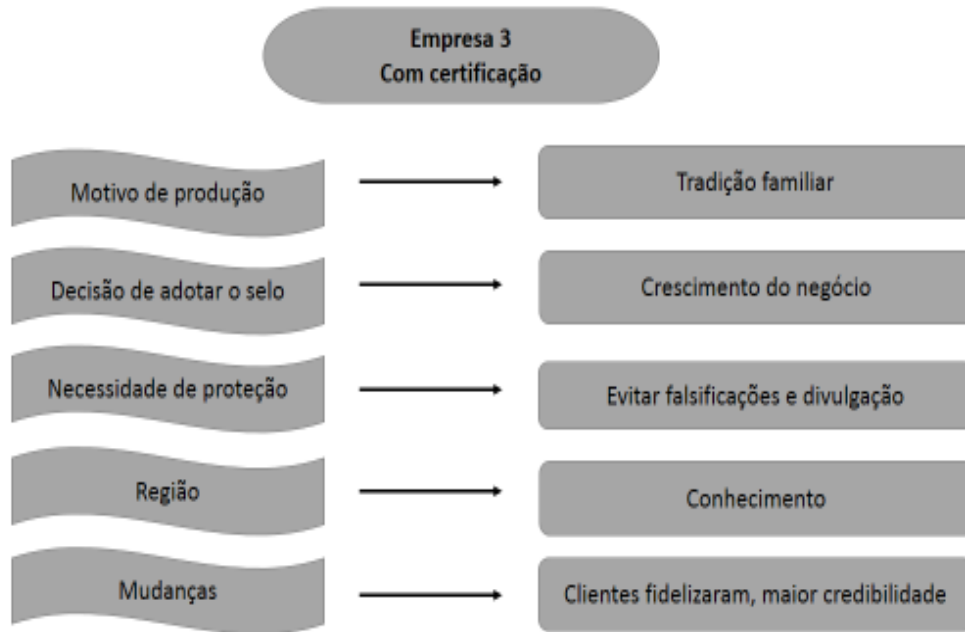 Empresa 3
Com certificação
Motivo de produção
Tradição familiar
Decisão de adotar o selo
Crescimento do negócio
Necessidade de proteção
Evitar falsificações e divulgação
Região
Conhecimento
Mudanças
Clientes fidelizaram, maior credibilidade